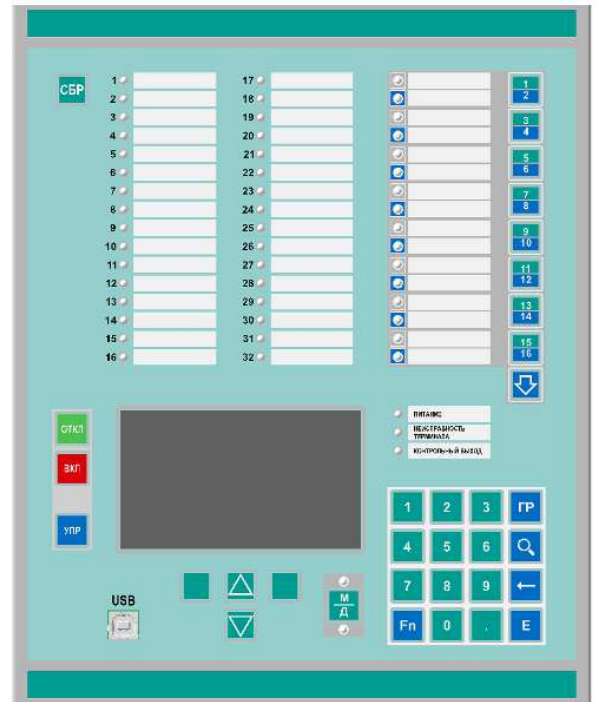 СБР
1 17
2 18
3 19
4 20
5 21
6 22
7 23
8 24
9 25
10 26
11 27
12 28
13 29
14 30
15 31
16 32
1
2
3
4
5
6
7
8
9
10
11
12
13
14
15
16
ПИТАНИЕ
НЕИСПРАВНОСТЬ
ТЕРМИНАЛА
КОНТРОЛЬНЫЙ ВЫХОД
ОТКЛ
ВКЛ
УПР
1 2 3 ГР
4 5 6
7 8 9
Fn 0 . E
М
Д
USB